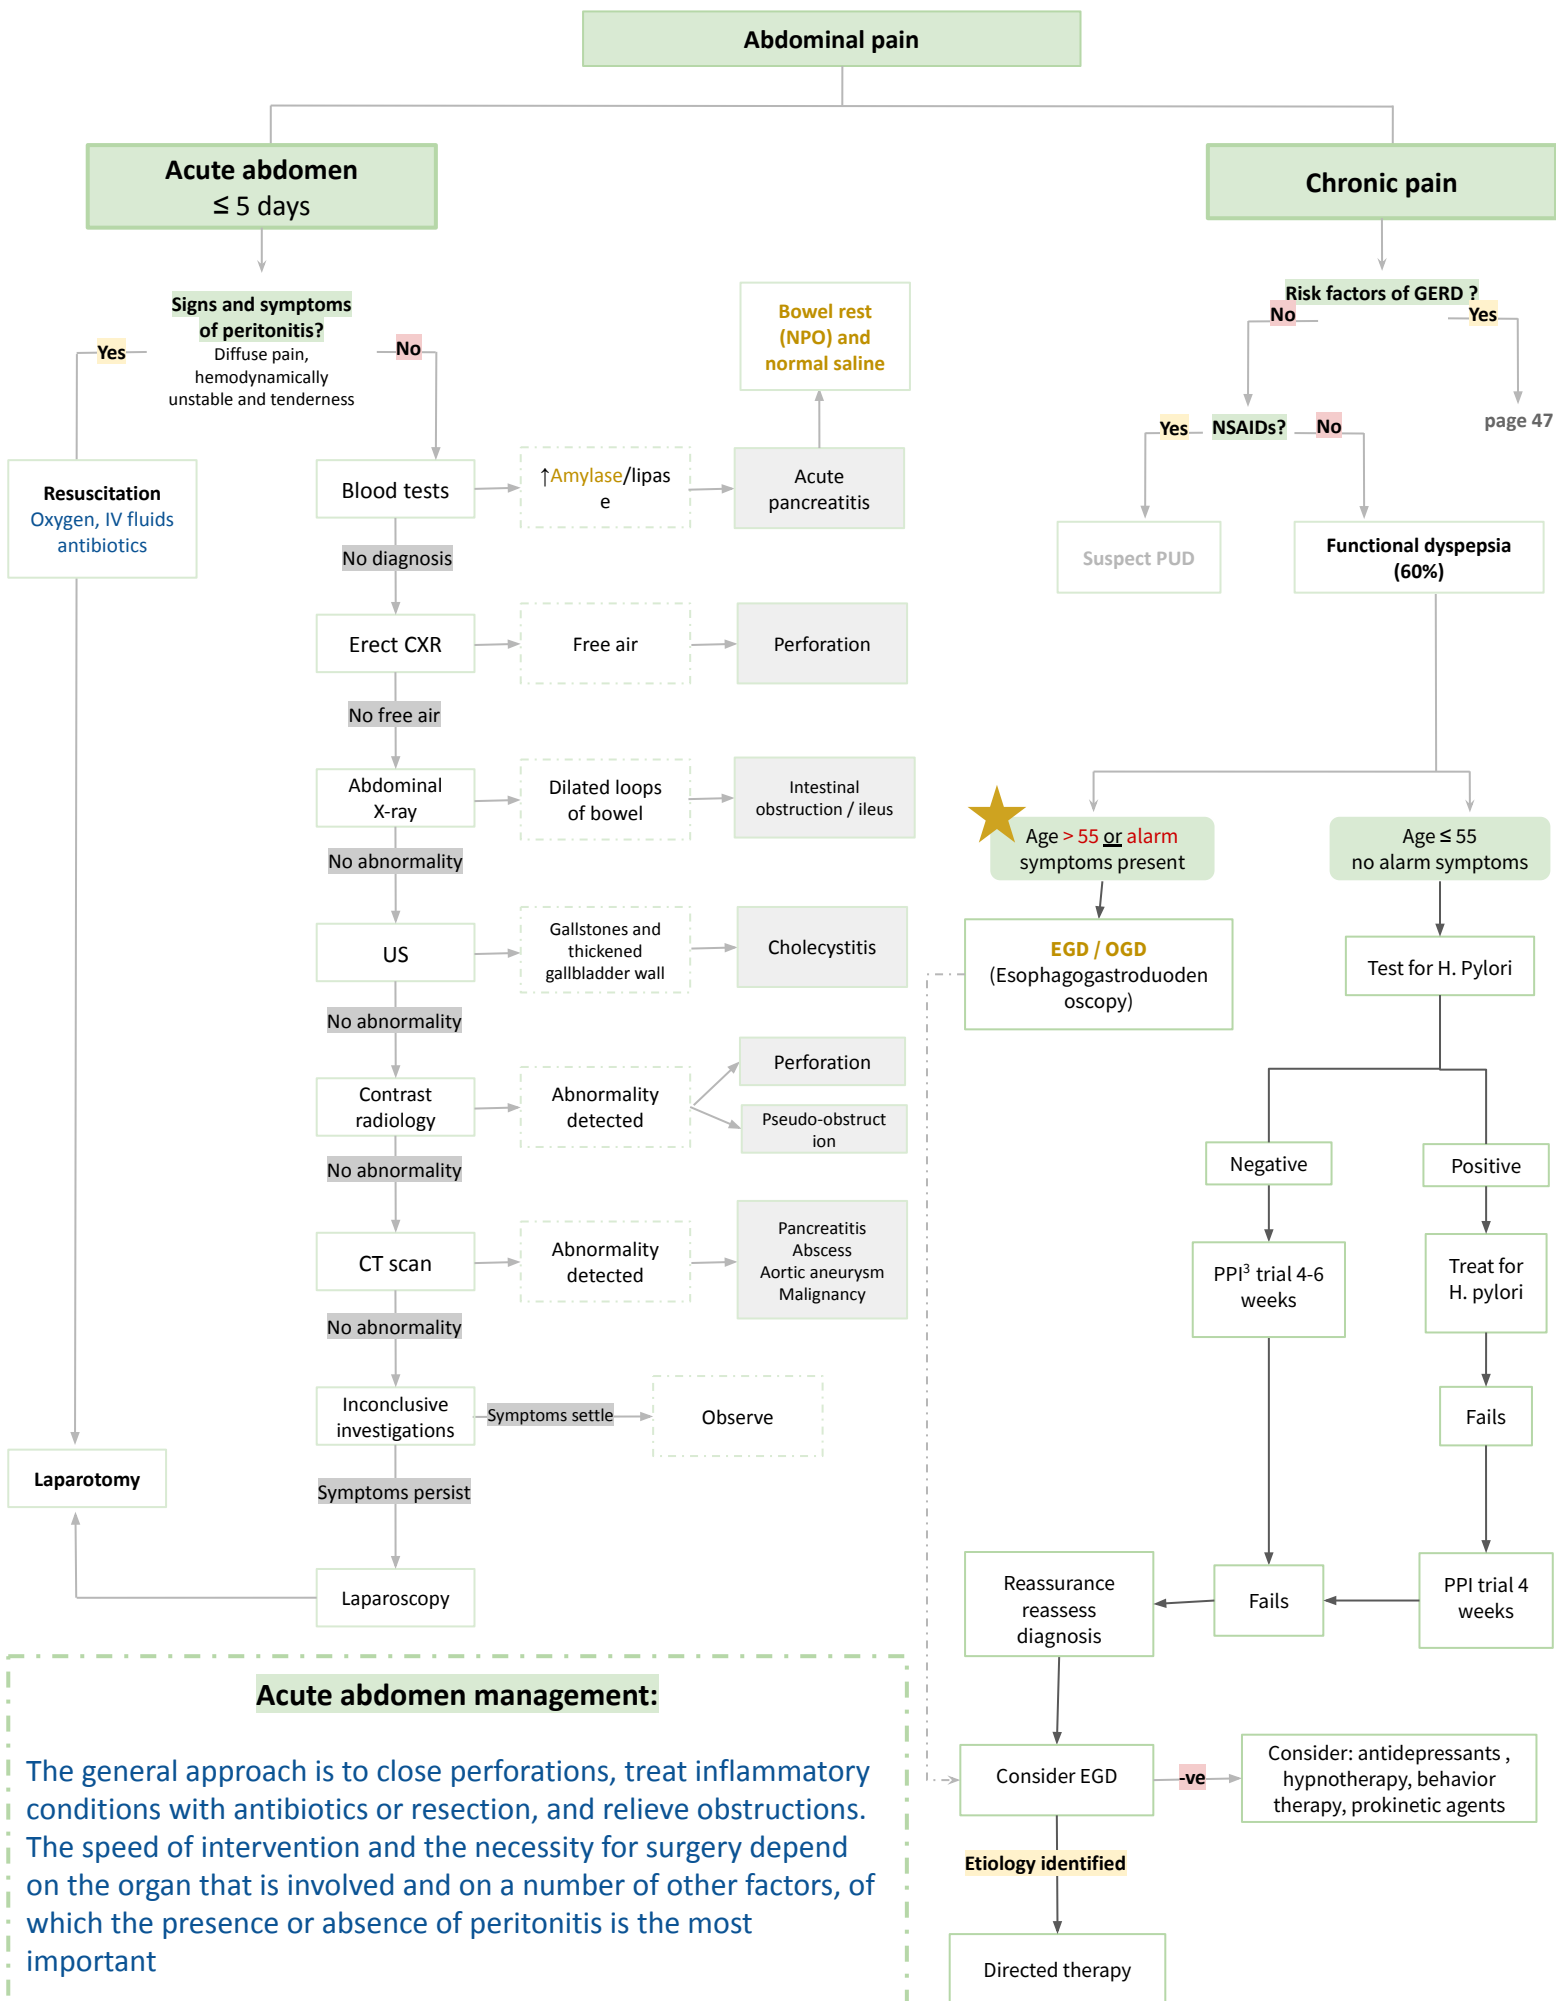 Abdominal pain
Acute abdomen
≤ 5 days
Signs and symptoms
of peritonitis?
Diffuse pain,
hemodynamically
unstable and tenderness
Yes
No
Resuscitation
Oxygen, IV fluids
antibiotics
Blood tests
↑Amylase/lipas
e
Acute
pancreatitis
Bowel rest
(NPO) and
normal saline
No diagnosis
Erect CXR
Free air
Perforation
No free air
Abdominal
X-ray
Dilated loops
of bowel
Intestinal
obstruction / ileus
No abnormality
US
Gallstones and
thickened
gallbladder wall
Cholecystitis
No abnormality
Contrast
radiology
Abnormality
detected
Perforation
Pseudo-obstruct
ion
No abnormality
CT scan
Abnormality
detected
Pancreatitis
Abscess
Aortic aneurysm
Malignancy
No abnormality
Inconclusive
investigations
Symptoms settle
Observe
Symptoms persist
Laparoscopy
Laparotomy
Chronic pain
Risk factors of GERD ?
No
Yes
page 47
NSAIDs?
Yes
No
Suspect PUD
Functional dyspepsia
(60%)
Age > 55 or alarm
symptoms present
Age ≤ 55
no alarm symptoms
EGD / OGD
(Esophagogastroduoden
oscopy)
Test for H. Pylori
Negative
Positive
PPI³ trial 4-6
weeks
Treat for
H. pylori
Fails
PPI trial 4
weeks
Fails
Reassurance
reassess
diagnosis
Consider EGD
-ve
Consider: antidepressants ,
hypnotherapy, behavior
therapy, prokinetic agents
Etiology identified
Directed therapy
Acute abdomen management:
The general approach is to close perforations, treat inflammatory
conditions with antibiotics or resection, and relieve obstructions.
The speed of intervention and the necessity for surgery depend
on the organ that is involved and on a number of other factors, of
which the presence or absence of peritonitis is the most
important